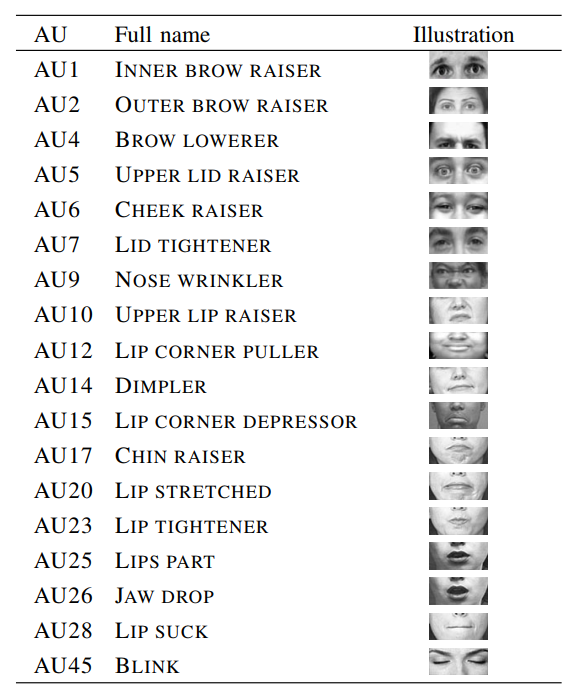 AU Full name Illustration
AU1 INNER BROW RAISER
AU2 OUTER BROW RAISER
AU4 BROW LOWERER
AU5 UPPER LID RAISER
AU6 CHEEK RAISER
AU7 LID TIGHTENER
AU9 NOSE WRINKLER
AU10 UPPER LIP RAISER
AU12 LIP CORNER PULLER
AU14 DIMPLER
AU15 LIP CORNER DEPRESSOR
AU17 CHIN RAISER
AU20 LIP STRETCHED
AU23 LIP TIGHTENER
AU25 LIPS PART
AU26 JAW DROP
AU28 LIP SUCK
AU45 BLINK